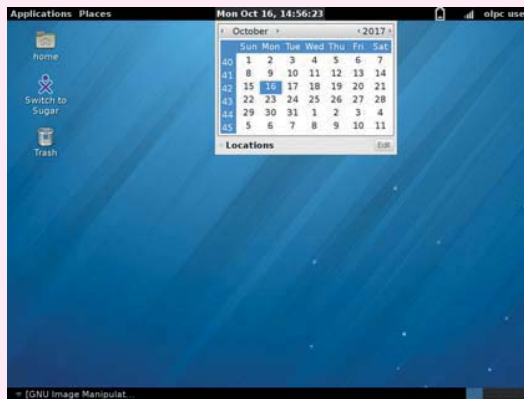 Applications Places
Mon Oct 16, 14:56:23
olpc use
October
2017
Sun Mon Tue Wed Thu Fri Sat
40 1 2 3 4 5 6 7
41 8 9 10 11 12 13 14
42 15 16 17 18 19 20 21
43 22 23 24 25 26 27 28
44 29 30 31 1 2 3 4
45 5 6 7 8 9 10 11
Locations
Edit
home
Switch to
Sugar
Trash
[GNU Image Manipulat...